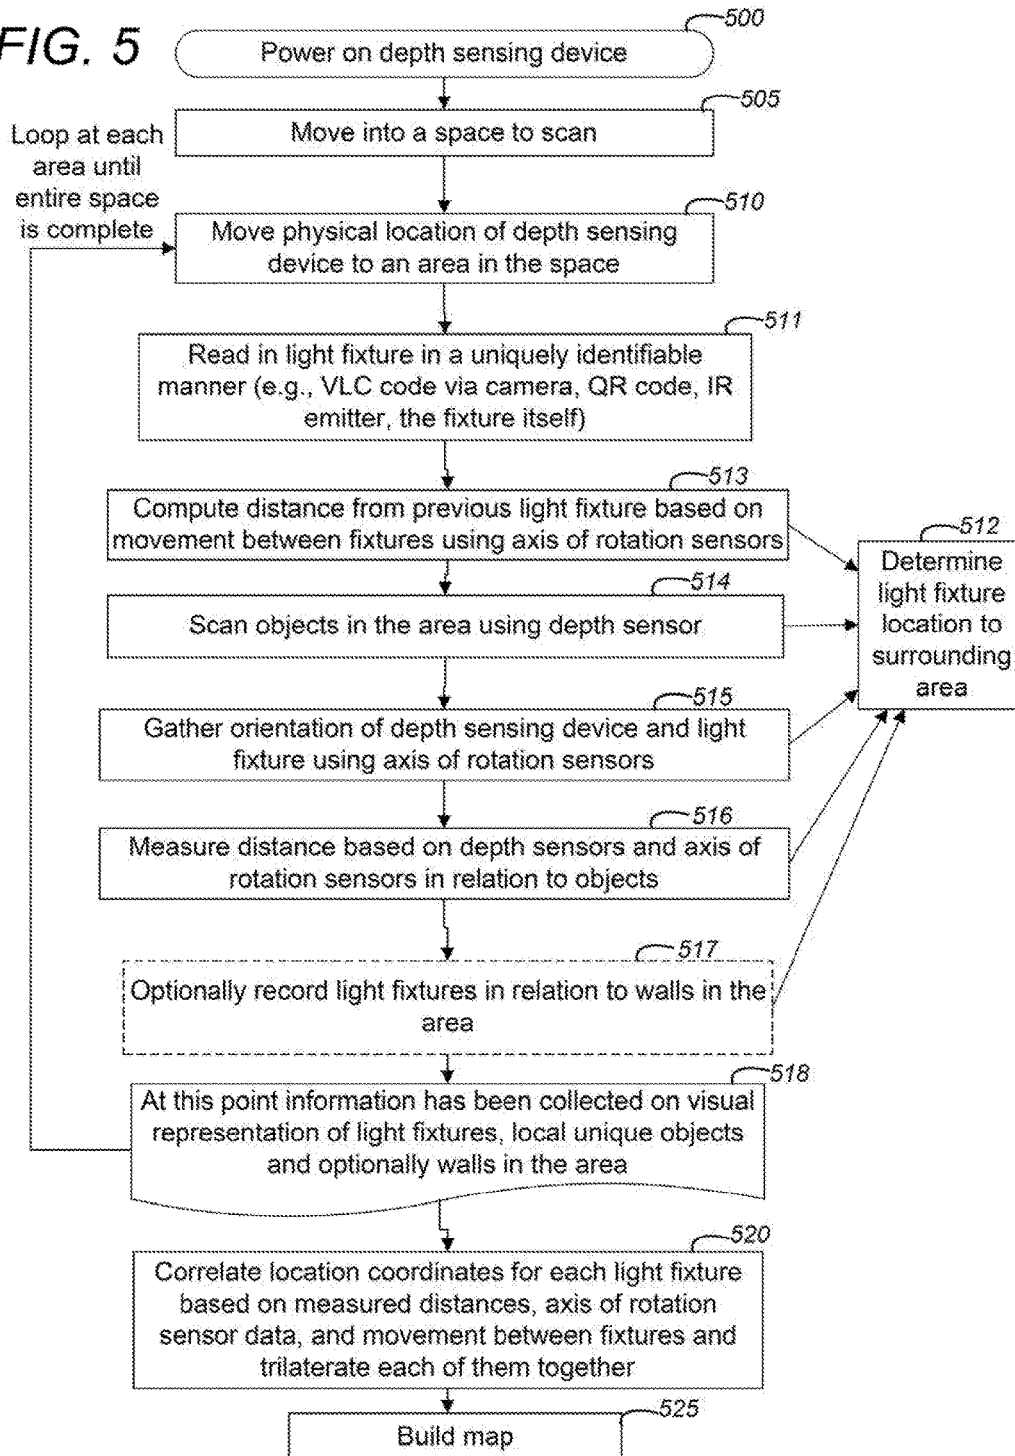 FIG. 5
500
Power on depth sensing device
505
Move into a space to scan
Loop at each
area until
entire space
is complete
510
Move physical location of depth sensing
device to an area in the space
511
Read in light fixture in a uniquely identifiable
manner (e.g., VLC code via camera, QR code, IR
emitter, the fixture itself)
513
Compute distance from previous light fixture based on
movement between fixtures using axis of rotation sensors
512
Determine
light fixture
location to
surrounding
area
514
Scan objects in the area using depth sensor
515
Gather orientation of depth sensing device and light
fixture using axis of rotation sensors
516
Measure distance based on depth sensors and axis of
rotation sensors in relation to objects
517
Optionally record light fixtures in relation to walls in the
area
518
At this point information has been collected on visual
representation of light fixtures, local unique objects
and optionally walls in the area
520
Correlate location coordinates for each light fixture
based on measured distances, axis of rotation
sensor data, and movement between fixtures and
trilaterate each of them together
525
Build map